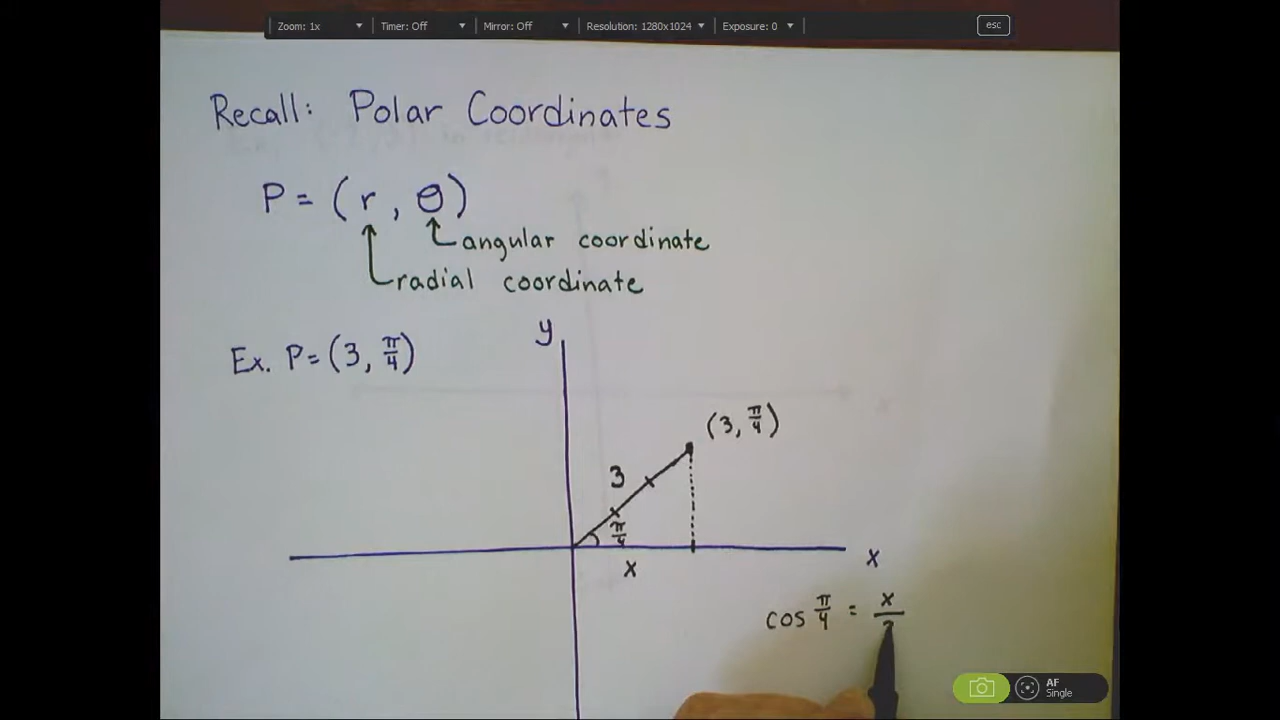 Zoom: 1x Timer: Off Mirror: Off Resolution: 1280x1024 Exposure: 0 esc
Recall: Polar Coordinates
P = (r, θ)
angular coordinate
radial coordinate
Ex. P = (3, π/4)
y
(3, π/4)
3
π/4
x
x
cos π/4 = x/
AF
Single